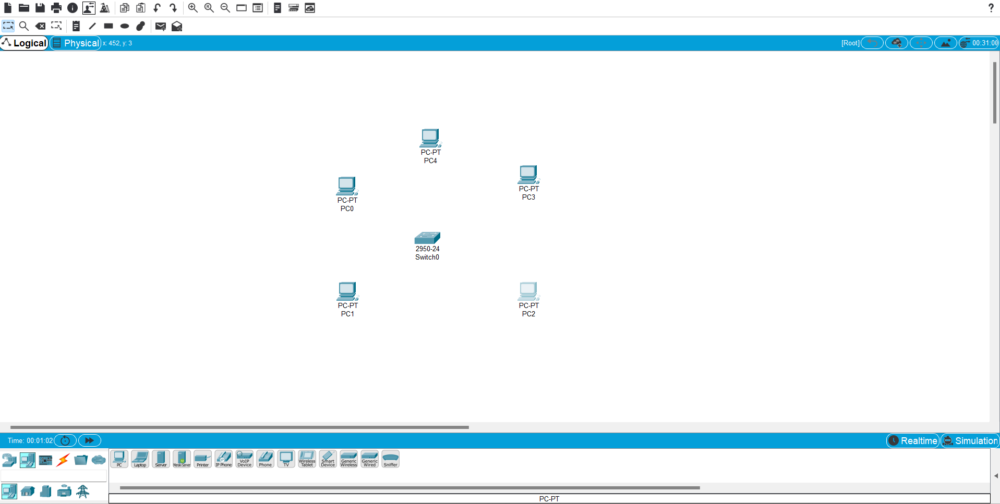 ?
Logical
Physical
x: 452, y: 3
[Root]
00:31:00
PC-PT
PC4
PC-PT
PC3
PC-PT
PC0
2950-24
Switch0
PC-PT
PC1
PC-PT
PC2
Time: 00:01:02
Realtime
Simulation
PC
Laptop
Server
Meraki Server
Printer
IP Phone
VoIP
Device
Phone
TV
Wireless
Tablet
Smart
Device
Generic
Wireless
Generic
Wired
Sniffer
PC-PT